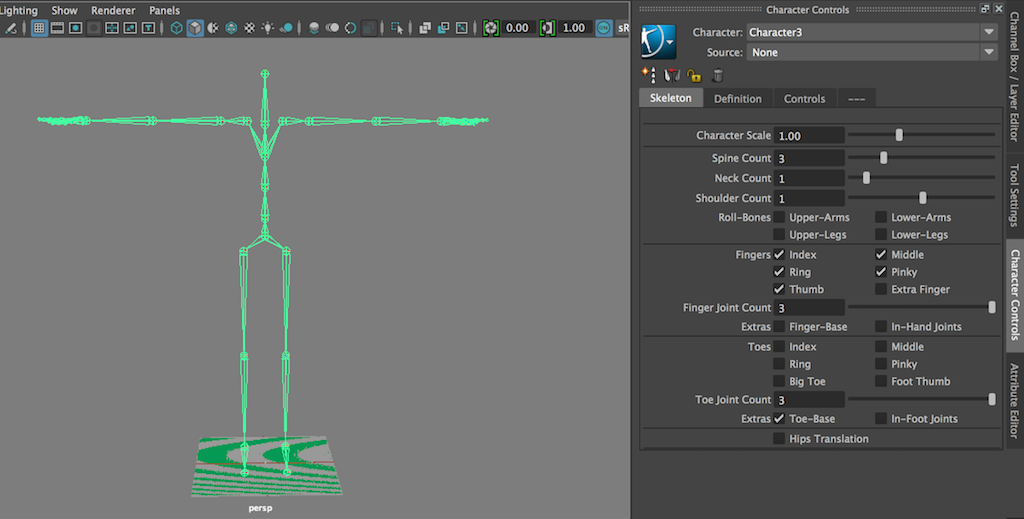 Lighting Show Renderer Panels
0.00 1.00 sR
persp
Character Controls
Character: Character3
Source: None
Skeleton Definition Controls ---
Character Scale 1.00
Spine Count 3
Neck Count 1
Shoulder Count 1
Roll-Bones Upper-Arms Lower-Arms
Upper-Legs Lower-Legs
Fingers Index Middle
Ring Pinky
Thumb Extra Finger
Finger Joint Count 3
Extras Finger-Base In-Hand Joints
Toes Index Middle
Ring Pinky
Big Toe Foot Thumb
Toe Joint Count 3
Extras Toe-Base In-Foot Joints
Hips Translation
Channel Box / Layer Editor
Tool Settings
Character Controls
Attribute Editor